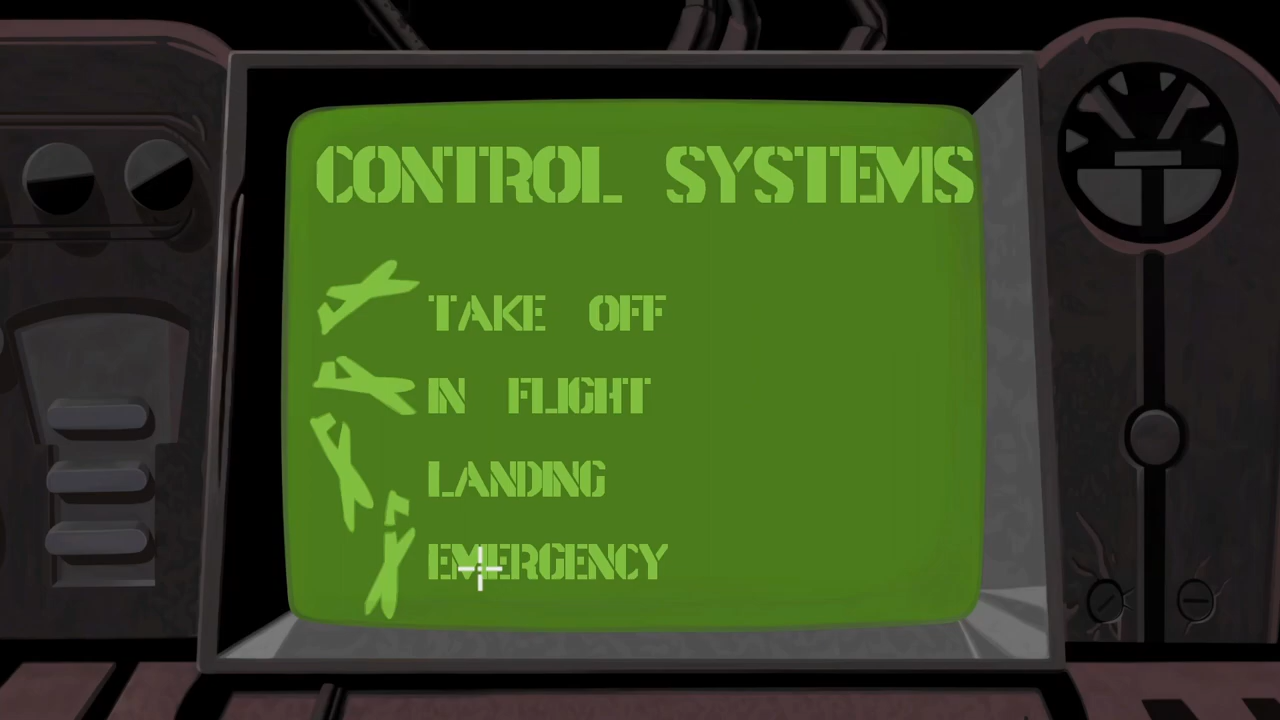 CONTROL SYSTEMS
TAKE OFF
IN FLIGHT
LANDING
EMERGENCY